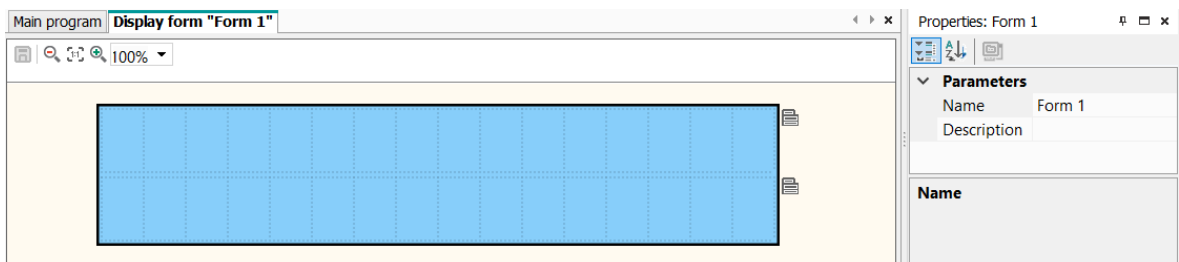 Main program Display form "Form 1"
100%
Properties: Form 1
Parameters
Name Form 1
Description
Name